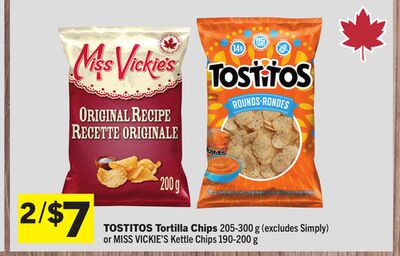 Miss Vickie's
ORIGINAL RECIPE
RECETTE ORIGINALE
200 g
TOSTITOS
ROUNDS·RONDES
2/$7
TOSTITOS Tortilla Chips 205-300 g (excludes Simply)
or MISS VICKIE'S Kettle Chips 190-200 g